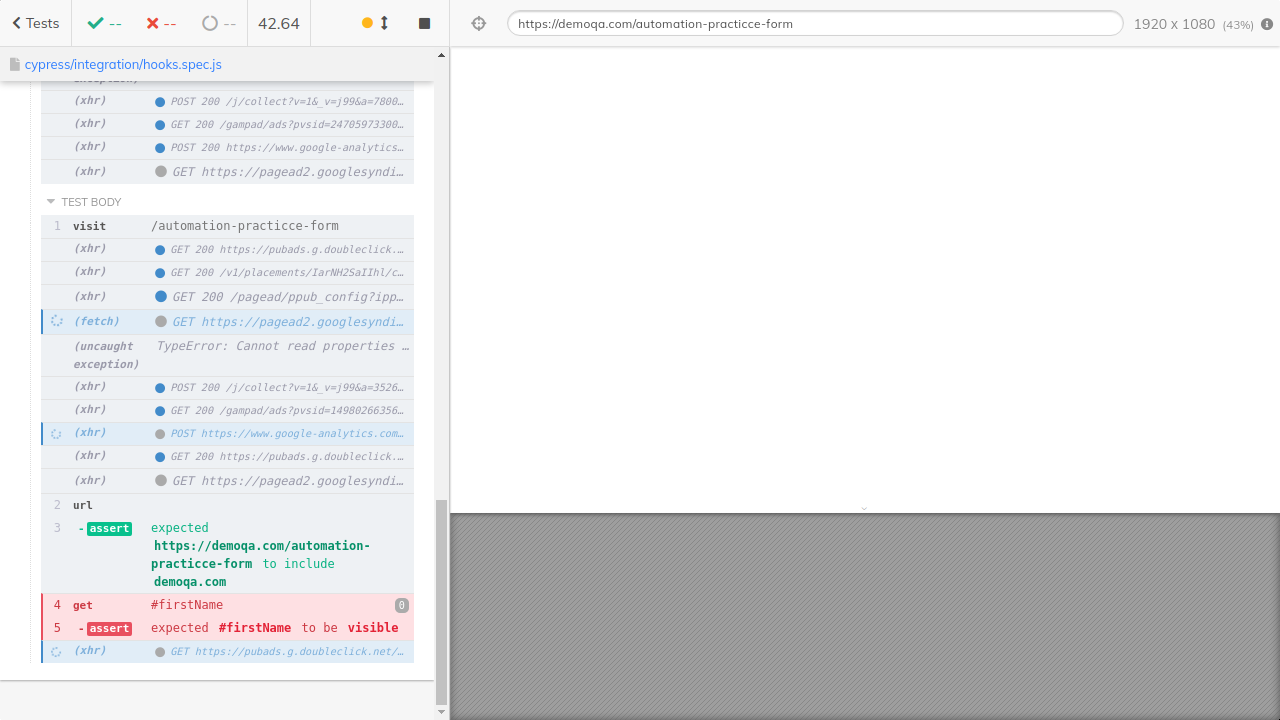 Tests
--
--
--
42.64
https://demoqa.com/automation-practicce-form
1920 x 1080 (43%)
cypress/integration/hooks.spec.js
exception)
(xhr) POST 200 /j/collect?v=1&_v=j99&a=7800…
(xhr) GET 200 /gampad/ads?pvsid=24705973300…
(xhr) POST 200 https://www.google-analytics…
(xhr) GET https://pagead2.googlesyndi…
TEST BODY
1 visit /automation-practicce-form
(xhr) GET 200 https://pubads.g.doubleclick.…
(xhr) GET 200 /v1/placements/IarNH2SaIIhl/c…
(xhr) GET 200 /pagead/ppub_config?ipp…
(fetch) GET https://pagead2.googlesyndi…
(uncaught TypeError: Cannot read properties …
exception)
(xhr) POST 200 /j/collect?v=1&_v=j99&a=3526…
(xhr) GET 200 /gampad/ads?pvsid=14980266356…
(xhr) POST https://www.google-analytics.com…
(xhr) GET 200 https://pubads.g.doubleclick.…
(xhr) GET https://pagead2.googlesyndi…
2 url
3 -assert expected
https://demoqa.com/automation-
practicce-form to include
demoqa.com
4 get #firstName 0
5 -assert expected #firstName to be visible
(xhr) GET https://pubads.g.doubleclick.net/…